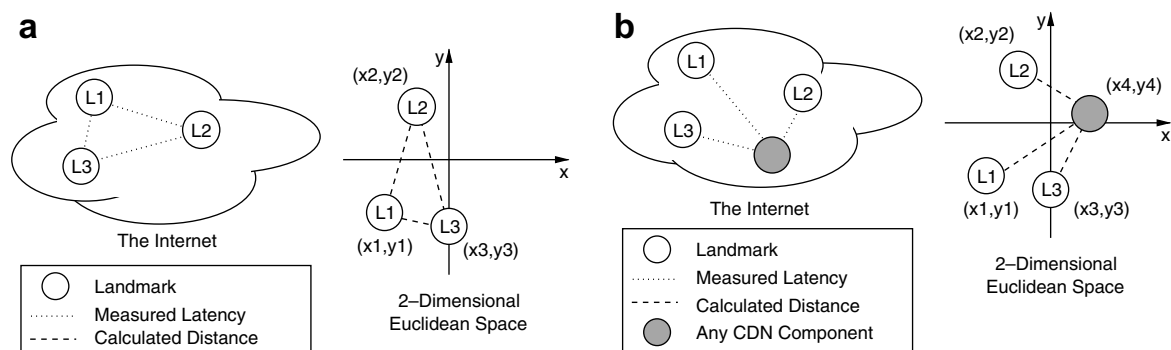 a
L1
L2
L3
The Internet
Landmark
Measured Latency
Calculated Distance
y
(x2,y2)
L2
x
L1
L3
(x1,y1)
(x3,y3)
2–Dimensional
Euclidean Space
b
L1
L2
L3
The Internet
Landmark
Measured Latency
Calculated Distance
Any CDN Component
y
(x2,y2)
L2
(x4,y4)
x
L1
L3
(x1,y1)
(x3,y3)
2–Dimensional
Euclidean Space